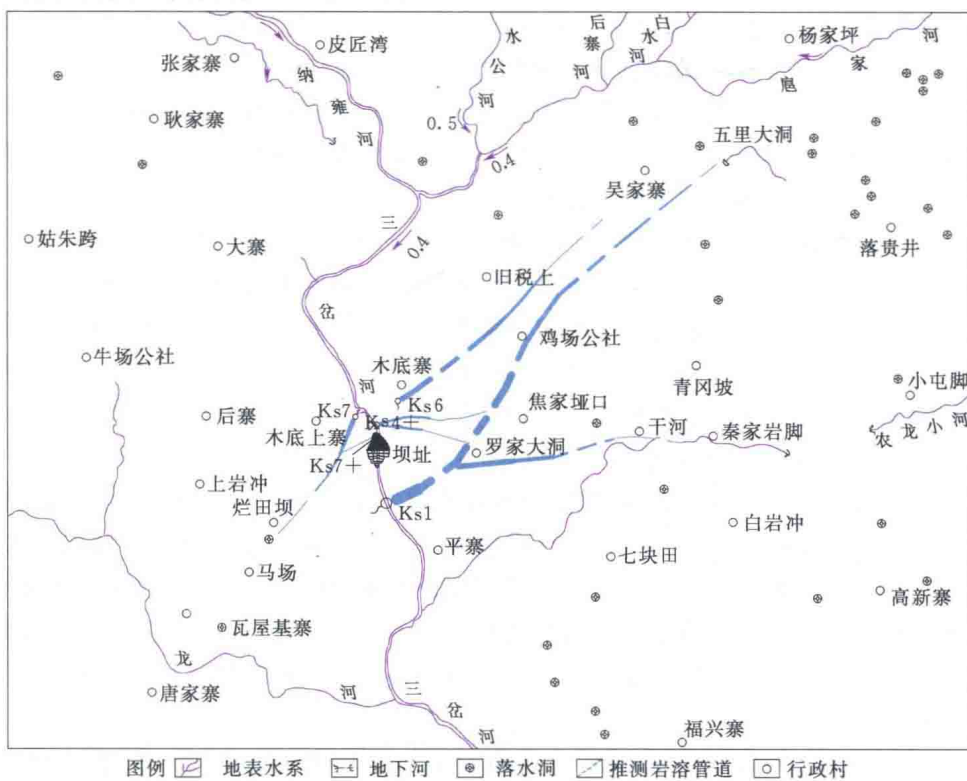 皮匠湾
张家寨
纳雍河
水公河
后寨河
白水河
杨家坪
扈家河
耿家寨
0.5
0.4
五里大洞
吴家寨
姑朱跨
大寨
三岔河
0.4
旧税上
落贵井
牛场公社
鸡场公社
木底寨
青冈坡
小屯脚
后寨
Ks7
Ks6
Ks4+
焦家垭口
木底上寨
干河
农龙小河
秦家岩脚
罗家大洞
坝址
Ks7+
上岩冲
烂田坝
Ks1
白岩冲
平寨
七块田
马场
高新寨
瓦屋基寨
龙河
三岔河
唐家寨
福兴寨
图例 地表水系 地下河 落水洞 推测岩溶管道 行政村